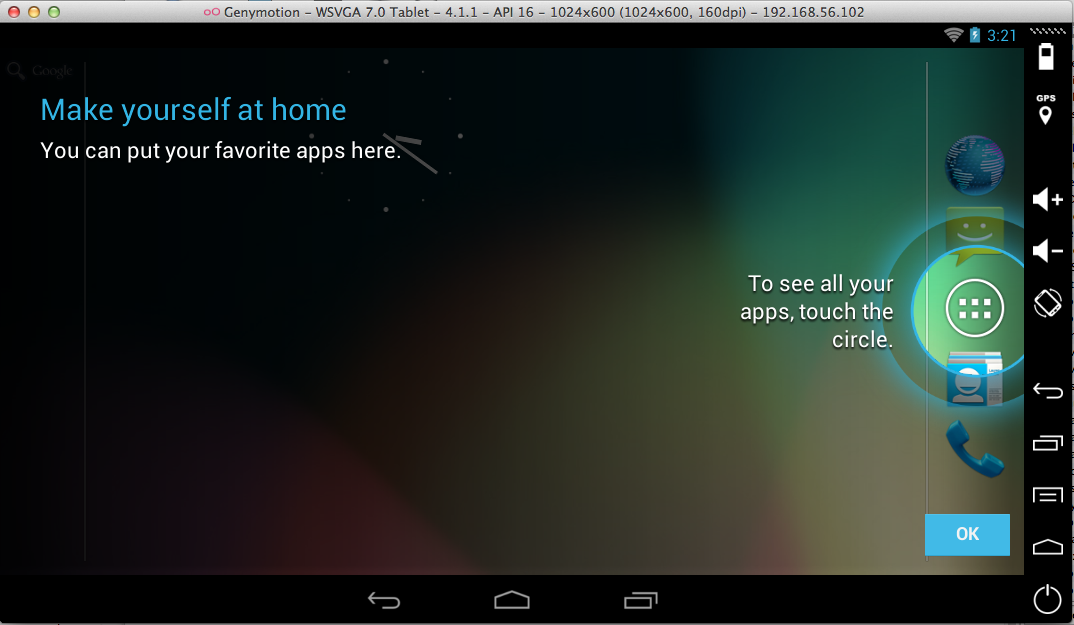 Genymotion – WSVGA 7.0 Tablet – 4.1.1 – API 16 – 1024x600 (1024x600, 160dpi) – 192.168.56.102
3:21
Google
GPS
Make yourself at home
You can put your favorite apps here.
To see all your
apps, touch the
circle.
OK